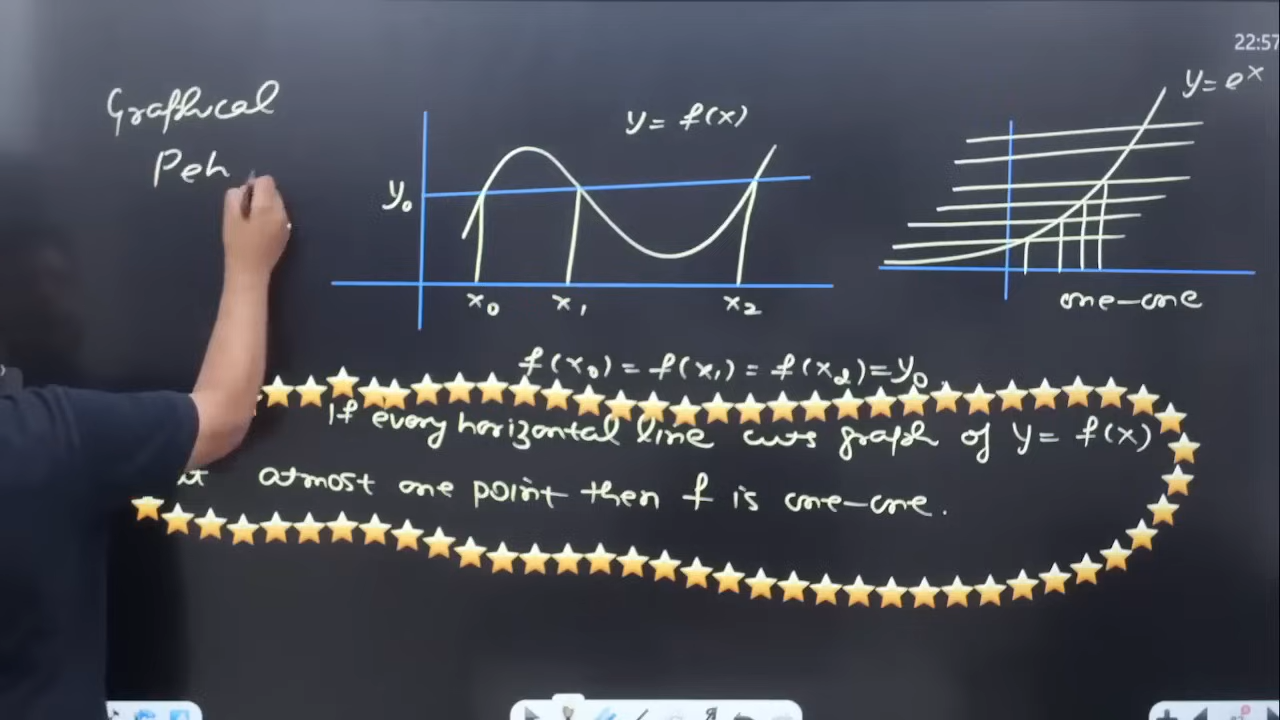 22:57
Graphical
Peh
y = f(x)
y = e^x
y₀
x₀ x₁ x₂
one-one
f(x₀) = f(x₁) = f(x₂) = y₀.
If every horizontal line cuts graph of y = f(x)
at atmost one point then f is one-one.